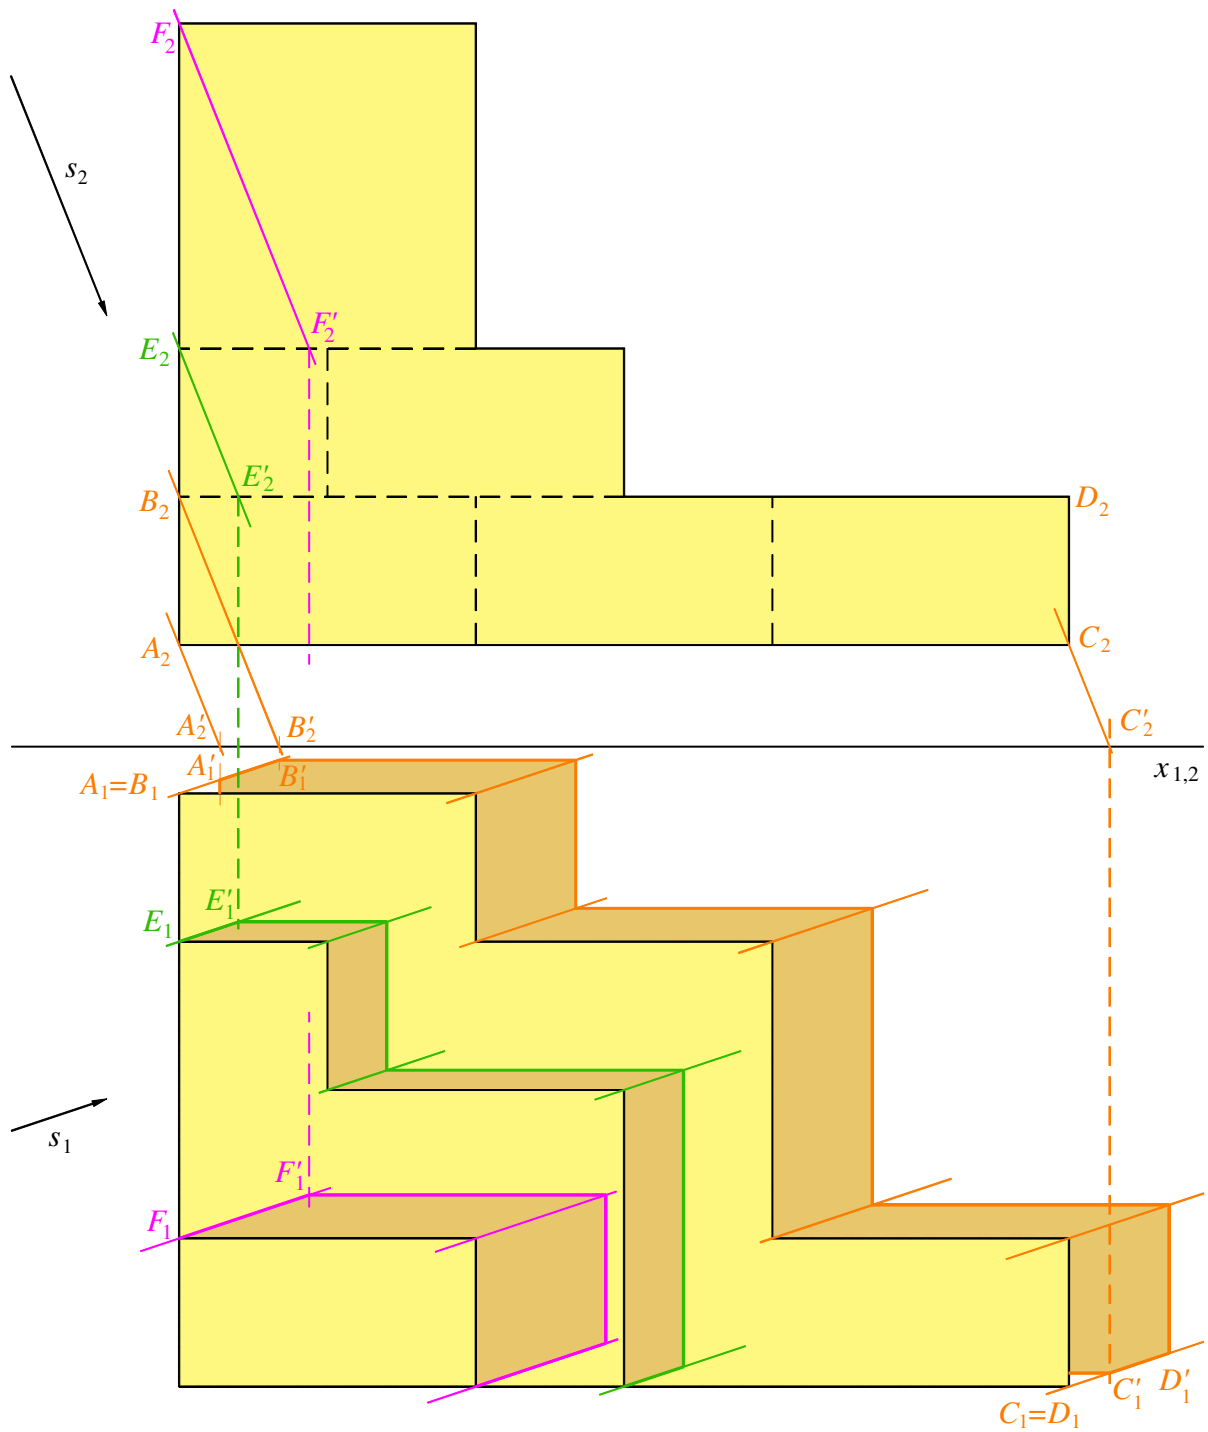 F₂
s₂
F′₂
E₂
E′₂
B₂
D₂
A₂
C₂
A′₂
B′₂
C′₂
A′₁
B′₁
x₁,₂
A₁=B₁
E′₁
E₁
s₁
F′₁
F₁
D′₁
C′₁
C₁=D₁